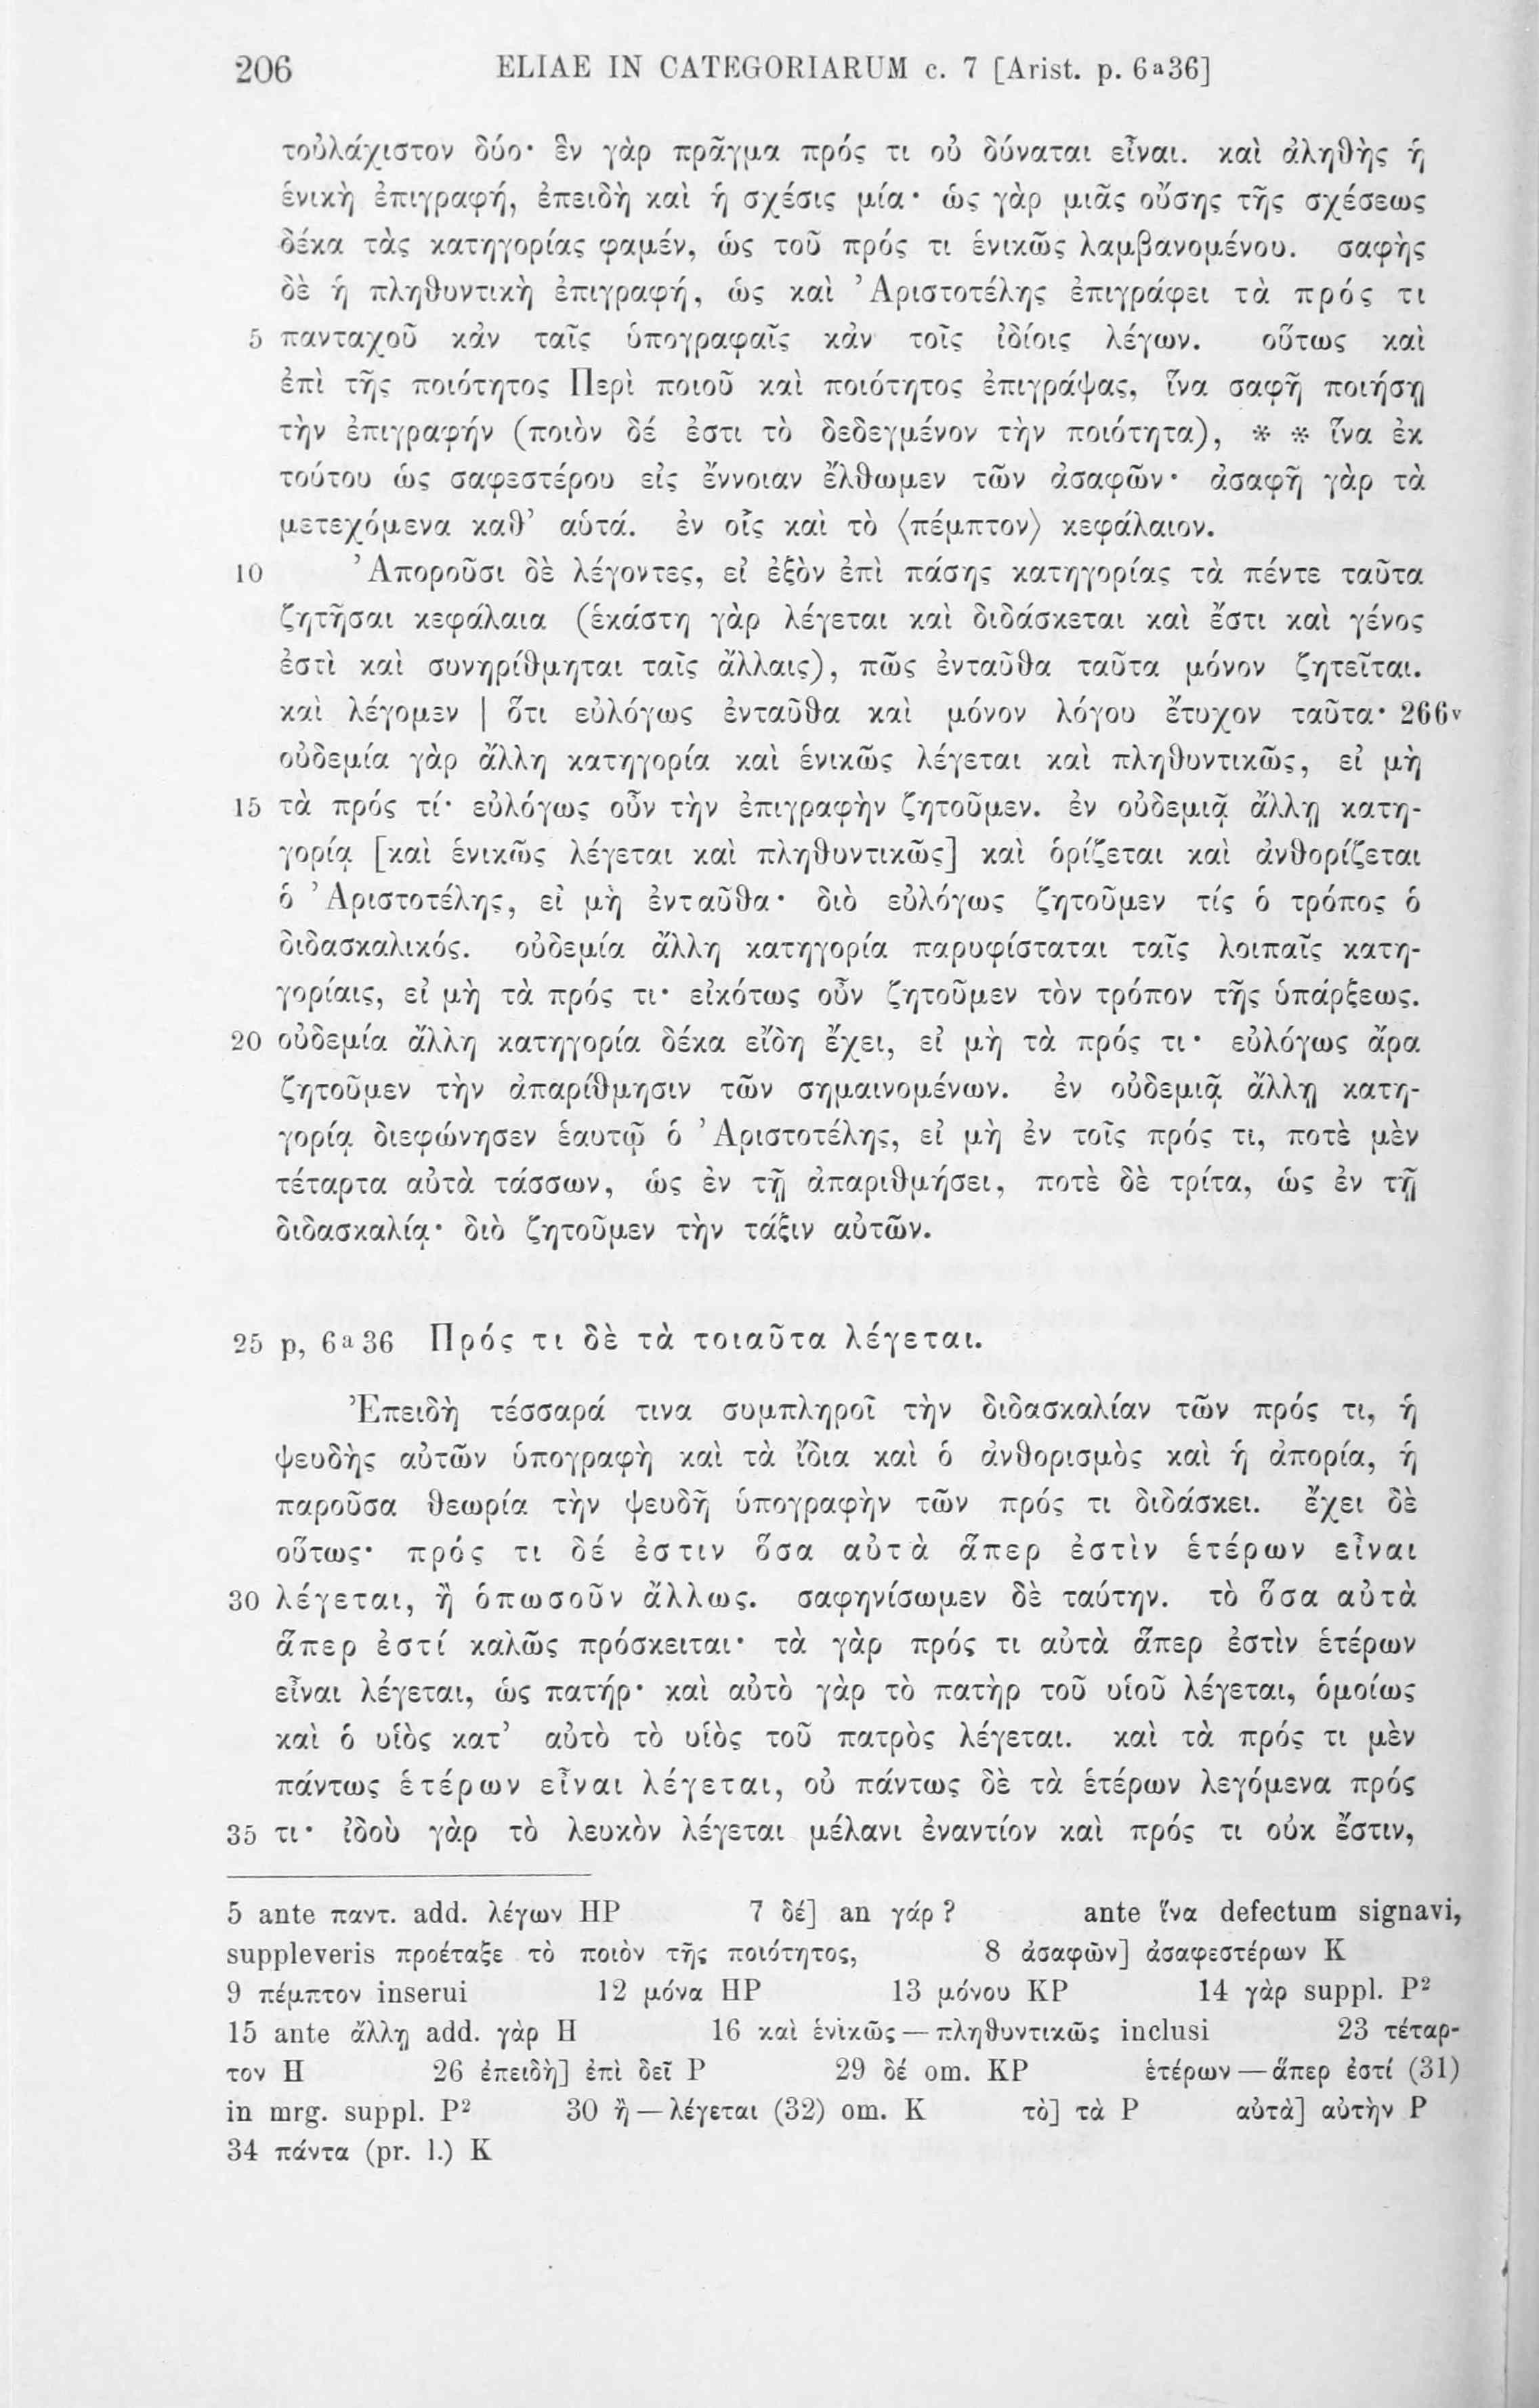 206 ELIAE IN CATEGORIARUM c. 7 [Arist. p. 6a36]
τοὐλάχιστον δύο· ἓν γὰρ πρᾶγμα πρός τι οὐ δύναται εἶναι. καὶ ἀληθὴς ἡ
ἑνικὴ ἐπιγραφή, ἐπειδὴ καὶ ἡ σχέσις μία· ὡς γὰρ μιᾶς οὔσης τῆς σχέσεως
δέκα τὰς κατηγορίας φαμέν, ὡς τοῦ πρός τι ἑνικῶς λαμβανομένου. σαφὴς
δὲ ἡ πληθυντικὴ ἐπιγραφή, ὡς καὶ Ἀριστοτέλης ἐπιγράφει τὰ πρός τι
5 πανταχοῦ κἀν ταῖς ὑπογραφαῖς κἀν τοῖς ἰδίοις λέγων. οὕτως καὶ
ἐπὶ τῆς ποιότητος Περὶ ποιοῦ καὶ ποιότητος ἐπιγράψας, ἵνα σαφῆ ποιήσῃ
τὴν ἐπιγραφήν (ποιὸν δέ ἐστι τὸ δεδεγμένον τὴν ποιότητα), * * ἵνα ἐκ
τούτου ὡς σαφεστέρου εἰς ἔννοιαν ἔλθωμεν τῶν ἀσαφῶν· ἀσαφῆ γὰρ τὰ
μετεχόμενα καθ’ αὑτά. ἐν οἷς καὶ τὸ ⟨πέμπτον⟩ κεφάλαιον.
10 Ἀποροῦσι δὲ λέγοντες, εἰ ἐξὸν ἐπὶ πάσης κατηγορίας τὰ πέντε ταῦτα
ζητῆσαι κεφάλαια (ἑκάστη γὰρ λέγεται καὶ διδάσκεται καὶ ἔστι καὶ γένος
ἐστὶ καὶ συνηρίθμηται ταῖς ἄλλαις), πῶς ἐνταῦθα ταῦτα μόνον ζητεῖται.
καὶ λέγομεν | ὅτι εὐλόγως ἐνταῦθα καὶ μόνον λόγου ἔτυχον ταῦτα· 266v
οὐδεμία γὰρ ἄλλη κατηγορία καὶ ἑνικῶς λέγεται καὶ πληθυντικῶς, εἰ μὴ
15 τὰ πρός τί· εὐλόγως οὖν τὴν ἐπιγραφὴν ζητοῦμεν. ἐν οὐδεμιᾷ ἄλλῃ κατη-
γορίᾳ [καὶ ἑνικῶς λέγεται καὶ πληθυντικῶς] καὶ ὁρίζεται καὶ ἀνθορίζεται
ὁ Ἀριστοτέλης, εἰ μὴ ἐνταῦθα· διὸ εὐλόγως ζητοῦμεν τίς ὁ τρόπος ὁ
διδασκαλικός. οὐδεμία ἄλλη κατηγορία παρυφίσταται ταῖς λοιπαῖς κατη-
γορίαις, εἰ μὴ τὰ πρός τι· εἰκότως οὖν ζητοῦμεν τὸν τρόπον τῆς ὑπάρξεως.
20 οὐδεμία ἄλλη κατηγορία δέκα εἴδη ἔχει, εἰ μὴ τὰ πρός τι· εὐλόγως ἄρα
ζητοῦμεν τὴν ἀπαρίθμησιν τῶν σημαινομένων. ἐν οὐδεμιᾷ ἄλλῃ κατη-
γορίᾳ διεφώνησεν ἑαυτῷ ὁ Ἀριστοτέλης, εἰ μὴ ἐν τοῖς πρός τι, ποτὲ μὲν
τέταρτα αὐτὰ τάσσων, ὡς ἐν τῇ ἀπαριθμήσει, ποτὲ δὲ τρίτα, ὡς ἐν τῇ
διδασκαλίᾳ· διὸ ζητοῦμεν τὴν τάξιν αὐτῶν.
25 p, 6a36 Πρός τι δὲ τὰ τοιαῦτα λέγεται.
Ἐπειδὴ τέσσαρά τινα συμπληροῖ τὴν διδασκαλίαν τῶν πρός τι, ἡ
ψευδὴς αὐτῶν ὑπογραφὴ καὶ τὰ ἴδια καὶ ὁ ἀνθορισμὸς καὶ ἡ ἀπορία, ἡ
παροῦσα θεωρία τὴν ψευδῆ ὑπογραφὴν τῶν πρός τι διδάσκει. ἔχει δὲ
οὕτως· πρός τι δέ ἐστιν ὅσα αὐτὰ ἅπερ ἐστὶν ἑτέρων εἶναι
30 λέγεται, ἢ ὁπωσοῦν ἄλλως. σαφηνίσωμεν δὲ ταύτην. τὸ ὅσα αὐτὰ
ἅπερ ἐστί καλῶς πρόσκειται· τὰ γὰρ πρός τι αὐτὰ ἅπερ ἐστὶν ἑτέρων
εἶναι λέγεται, ὡς πατήρ· καὶ αὐτὸ γὰρ τὸ πατὴρ τοῦ υἱοῦ λέγεται, ὁμοίως
καὶ ὁ υἱὸς κατ’ αὐτὸ τὸ υἱὸς τοῦ πατρὸς λέγεται. καὶ τὰ πρός τι μὲν
πάντως ἑτέρων εἶναι λέγεται, οὐ πάντως δὲ τὰ ἑτέρων λεγόμενα πρός
35 τι· ἰδοὺ γὰρ τὸ λευκὸν λέγεται μέλανι ἐναντίον καὶ πρός τι οὐκ ἔστιν,
5 ante παντ. add. λέγων HP 7 δέ] an γάρ? ante ἵνα defectum signavi,
suppleveris προέταξε τὸ ποιὸν τῆς ποιότητος, 8 ἀσαφῶν] ἀσαφεστέρων K
9 πέμπτον inserui 12 μόνα HP 13 μόνου KP 14 γὰρ suppl. P²
15 ante ἄλλῃ add. γὰρ H 16 καὶ ἑνικῶς — πληθυντικῶς inclusi 23 τέταρ-
τον H 26 ἐπειδὴ] ἐπὶ δεῖ P 29 δέ om. KP ἑτέρων — ἅπερ ἐστί (31)
in mrg. suppl. P² 30 ἢ — λέγεται (32) om. K τὸ] τὰ P αὐτὰ] αὐτὴν P
34 πάντα (pr. l.) K